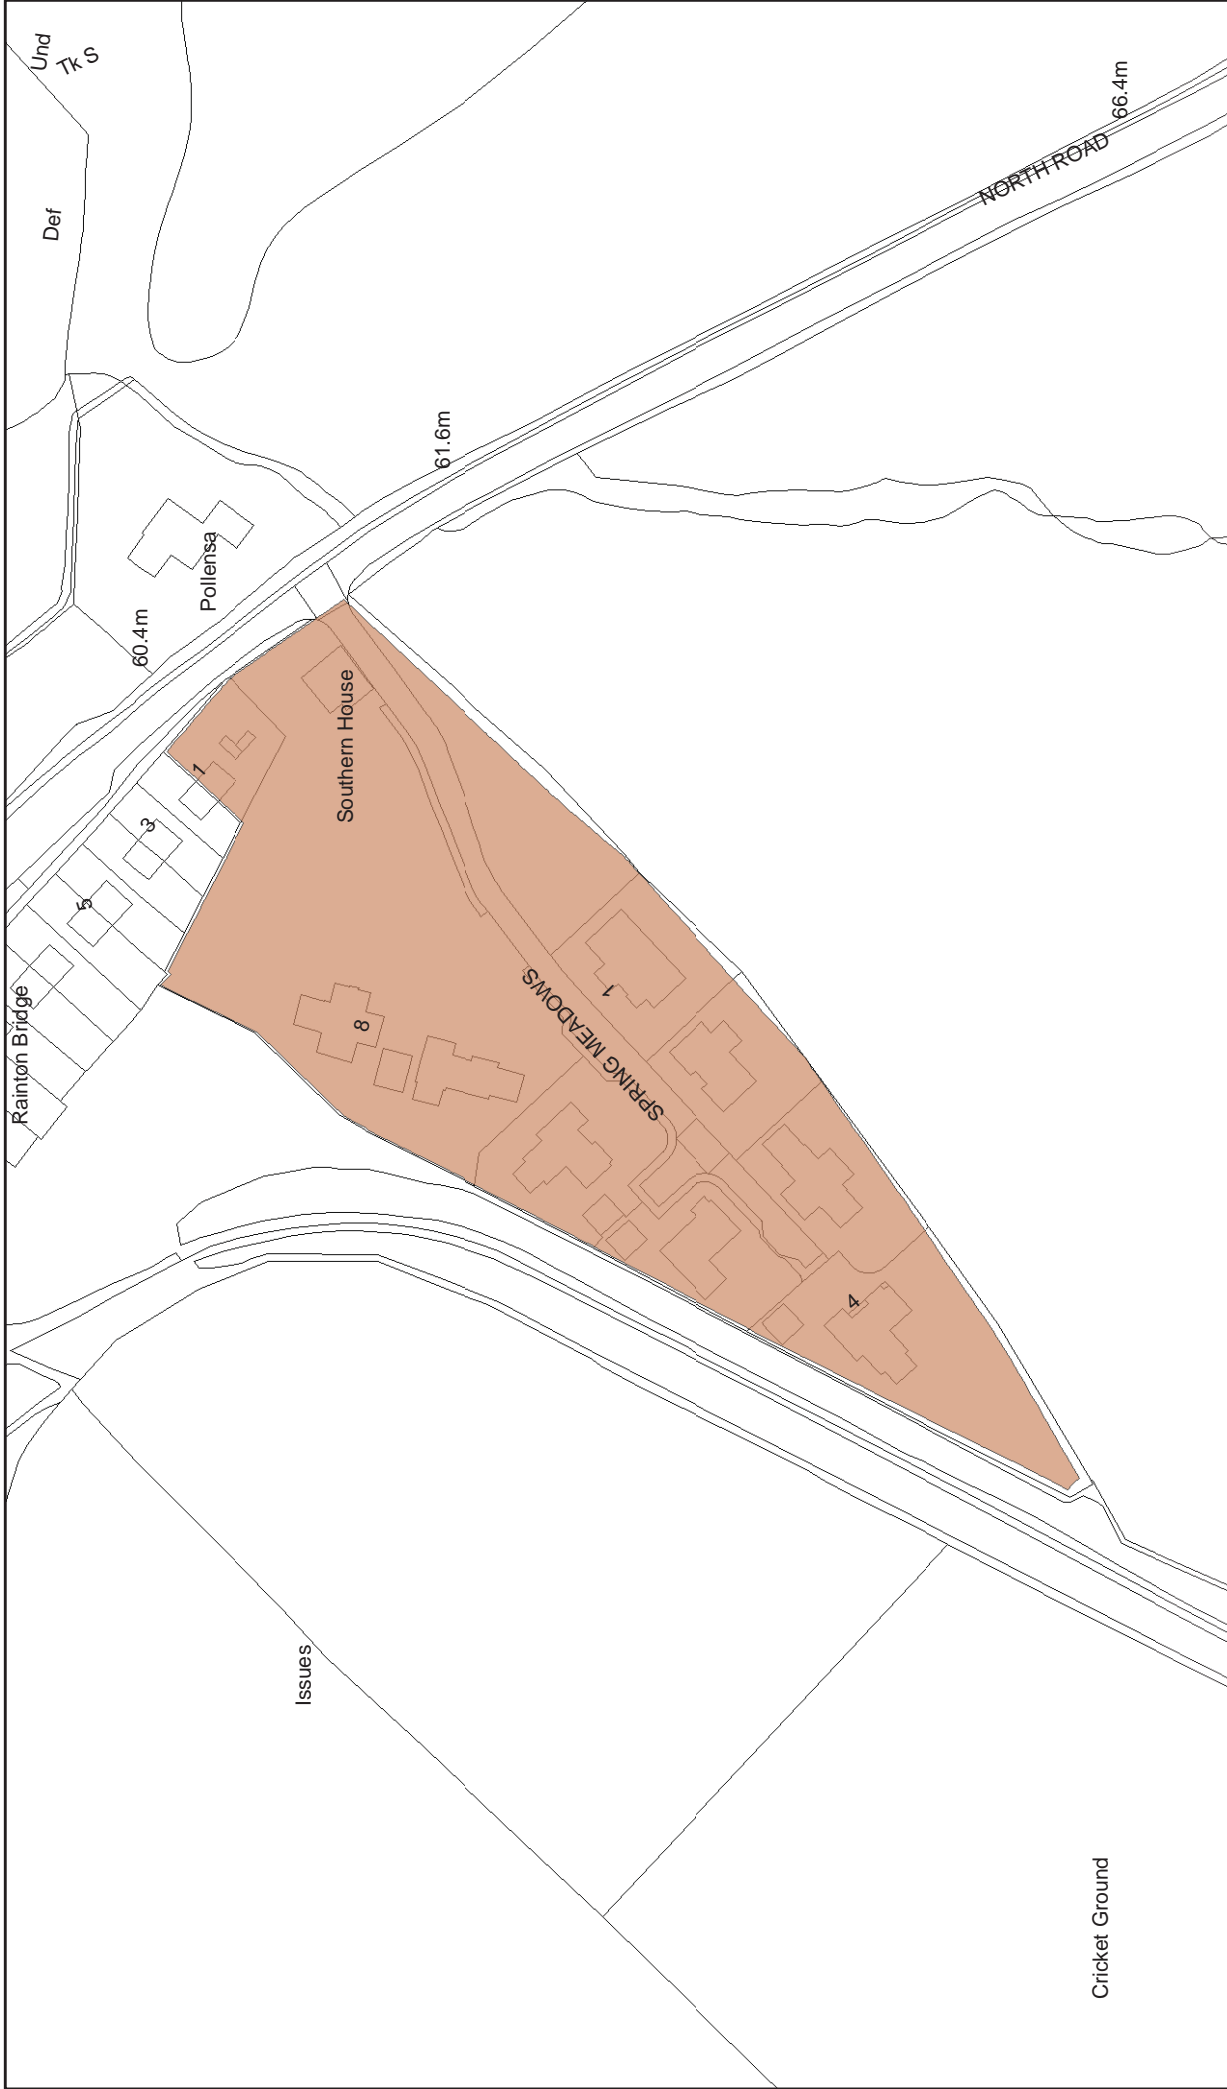 Und
Tk S
Def
66.4m
NORTH ROAD
61.6m
Pollensa
60.4m
Southern House
1
3
5
Rainton Bridge
8
1
SPRING MEADOWS
4
Issues
Cricket Ground